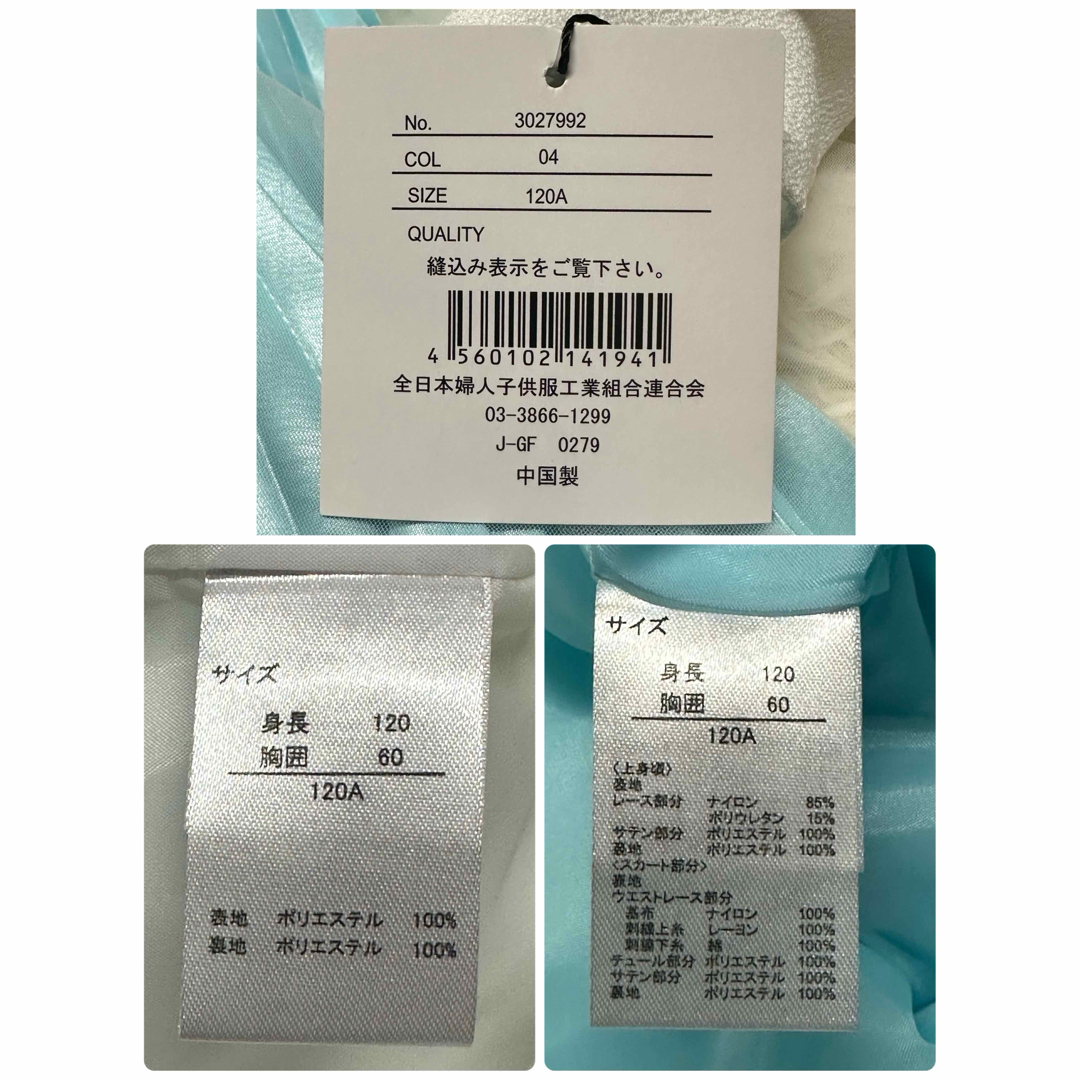 No. 3027992
COL 04
SIZE 120A
QUALITY
縫込み表示をご覧下さい。
4 560102 141941
全日本婦人子供服工業組合連合会
03-3866-1299
J-GF 0279
中国製
サイズ
身長 120
胸囲 60
120A
表地 ポリエステル 100%
裏地 ポリエステル 100%
サイズ
身長 120
胸囲 60
120A
〈上身頃〉
表地
レース部分 ナイロン 85%
ポリウレタン 15%
サテン部分 ポリエステル 100%
裏地 ポリエステル 100%
〈スカート部分〉
表地
ウエストレース部分
基布 ナイロン 100%
刺繍上糸 レーヨン 100%
刺繍下糸 綿 100%
チュール部分 ポリエステル 100%
サテン部分 ポリエステル 100%
裏地 ポリエステル 100%